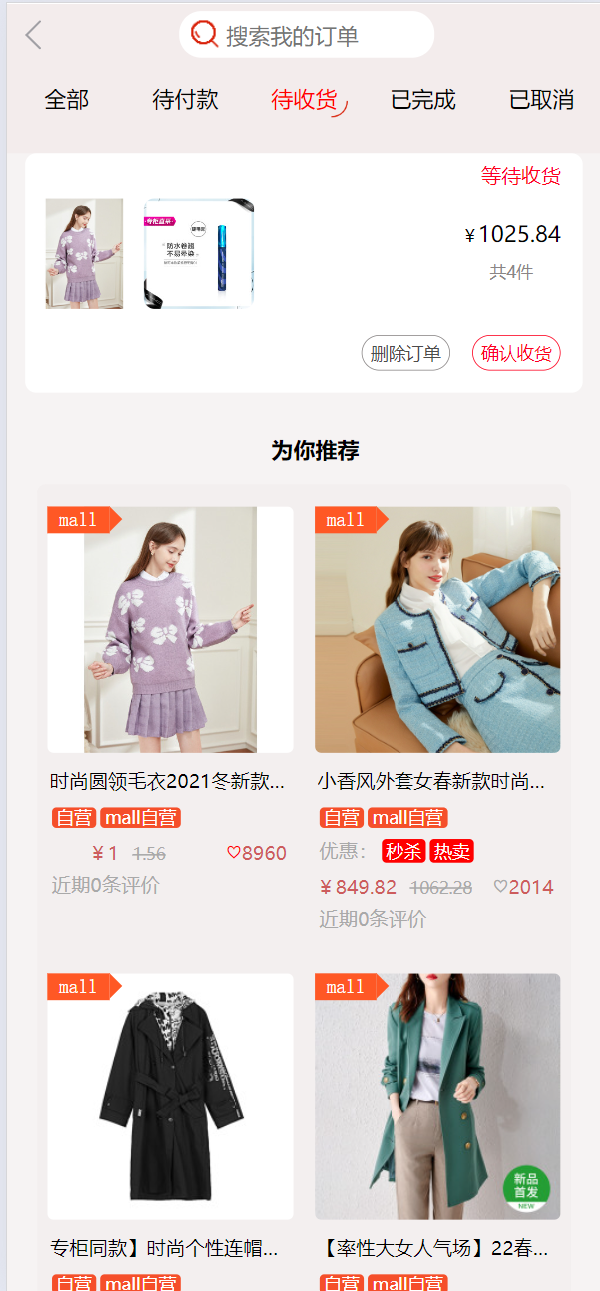 搜索我的订单
全部 待付款 待收货 已完成 已取消
等待收货
专柜直采
防水卷翘
不易晕染
¥1025.84
共4件
删除订单 确认收货
为你推荐
mall
mall
时尚圆领毛衣2021冬新款...
自营 mall自营
¥ 1 1.56 8960
近期0条评价
小香风外套女春新款时尚...
自营 mall自营
优惠: 秒杀 热卖
¥ 849.82 1062.28 2014
近期0条评价
mall
mall
新品
首发
NEW
专柜同款】时尚个性连帽...
自营 mall自营
【率性大女人气场】22春...
自营 mall自营